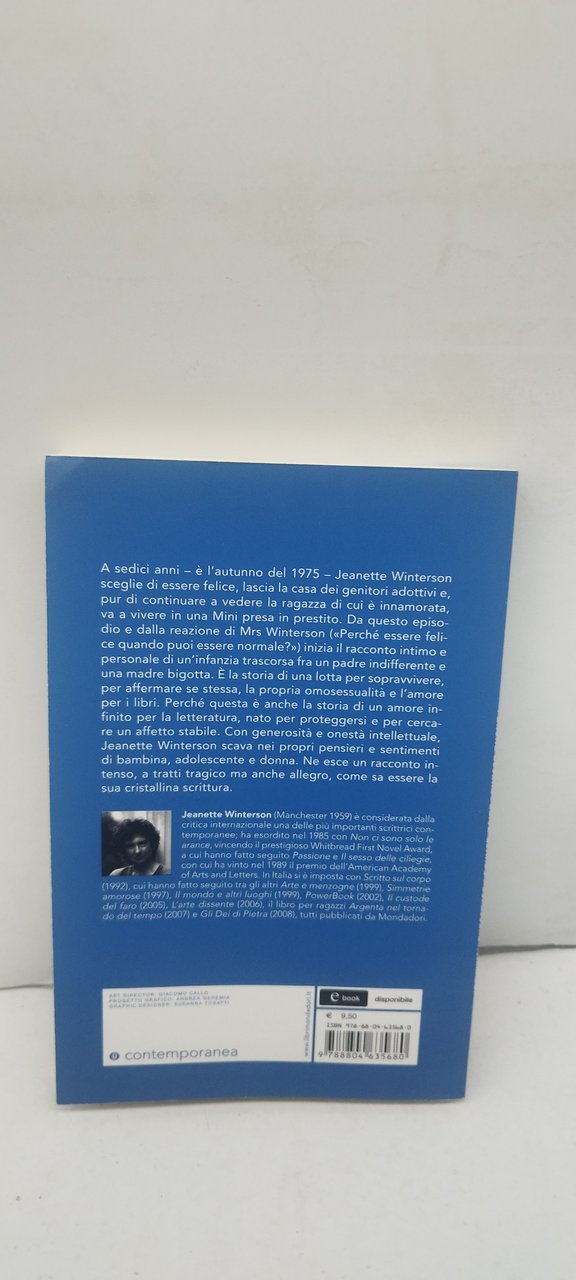 A sedici anni – è l'autunno del 1975 – Jeanette Winterson
sceglie di essere felice, lascia la casa dei genitori adottivi e,
pur di continuare a vedere la ragazza di cui è innamorata,
va a vivere in una Mini presa in prestito. Da questo episo-
dio e dalla reazione di Mrs Winterson («Perché essere feli-
ce quando puoi essere normale?») inizia il racconto intimo e
personale di un'infanzia trascorsa fra un padre indifferente e
una madre bigotta. È la storia di una lotta per sopravvivere,
per affermare se stessa, la propria omosessualità e l'amore
per i libri. Perché questa è anche la storia di un amore in-
finito per la letteratura, nato per proteggersi e per cerca-
re un affetto stabile. Con generosità e onestà intellettuale,
Jeanette Winterson scava nei propri pensieri e sentimenti
di bambina, adolescente e donna. Ne esce un racconto in-
tenso, a tratti tragico ma anche allegro, come sa essere la
sua cristallina scrittura.
Jeanette Winterson (Manchester 1959) è considerata dalla
critica internazionale una delle più importanti scrittrici con-
temporanee; ha esordito nel 1985 con Non ci sono solo le
arance, vincendo il prestigioso Whitbread First Novel Award,
a cui hanno fatto seguito Passione e Il sesso delle ciliegie,
con cui ha vinto nel 1989 il premio dell'American Academy
of Arts and Letters. In Italia si è imposta con Scritto sul corpo
(1992), cui hanno fatto seguito tra gli altri Arte e menzogne (1999), Simmetrie
amorose (1997), Il mondo e altri luoghi (1999), PowerBook (2002), Il custode
del faro (2005), L'arte dissente (2006), il libro per ragazzi Argenta nel torna-
do del tempo (2007) e Gli Dei di Pietra (2008), tutti pubblicati da Mondadori.
ART DIRECTOR: GIACOMO CALLO
PROGETTO GRAFICO: ANDREA GEREMIA
GRAPHIC DESIGNER: SUSANNA TOSATTI
contemporanea
www.librimondadori.it
e book disponibile
€ 9,50
ISBN 978-88-04-63568-0
9 788804 635680